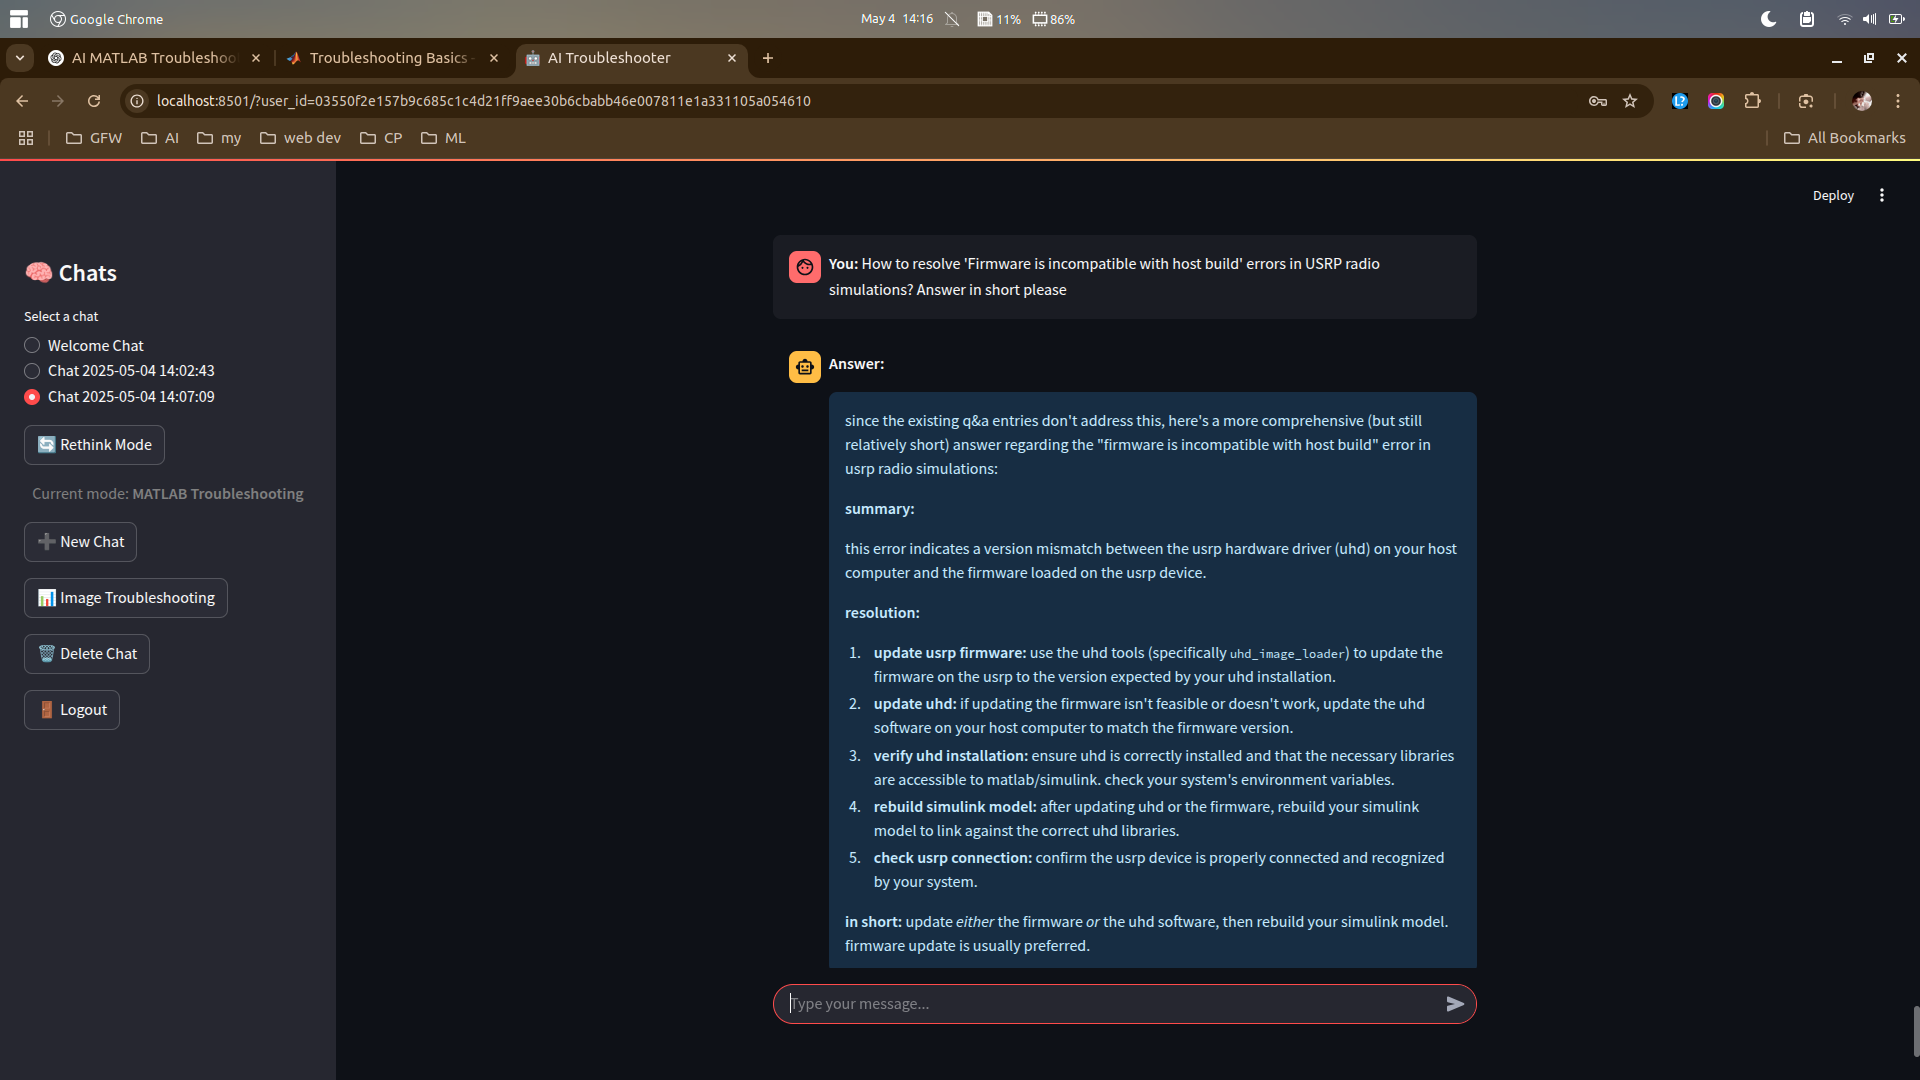 Google Chrome
May 4 14:16
11%
86%
AI MATLAB Troubleshoo
Troubleshooting Basics -
AI Troubleshooter
localhost:8501/?user_id=03550f2e157b9c685c1c4d21ff9aee30b6cbabb46e007811e1a331105a054610
GFW
AI
my
web dev
CP
ML
All Bookmarks
Deploy
Chats
Select a chat
Welcome Chat
Chat 2025-05-04 14:02:43
Chat 2025-05-04 14:07:09
Rethink Mode
Current mode: MATLAB Troubleshooting
New Chat
Image Troubleshooting
Delete Chat
Logout
You: How to resolve 'Firmware is incompatible with host build' errors in USRP radio
simulations? Answer in short please
Answer:
since the existing q&a entries don't address this, here's a more comprehensive (but still
relatively short) answer regarding the "firmware is incompatible with host build" error in
usrp radio simulations:
summary:
this error indicates a version mismatch between the usrp hardware driver (uhd) on your host
computer and the firmware loaded on the usrp device.
resolution:
1. update usrp firmware: use the uhd tools (specifically uhd_image_loader) to update the
firmware on the usrp to the version expected by your uhd installation.
2. update uhd: if updating the firmware isn't feasible or doesn't work, update the uhd
software on your host computer to match the firmware version.
3. verify uhd installation: ensure uhd is correctly installed and that the necessary libraries
are accessible to matlab/simulink. check your system's environment variables.
4. rebuild simulink model: after updating uhd or the firmware, rebuild your simulink
model to link against the correct uhd libraries.
5. check usrp connection: confirm the usrp device is properly connected and recognized
by your system.
in short: update either the firmware or the uhd software, then rebuild your simulink model.
firmware update is usually preferred.
Type your message...